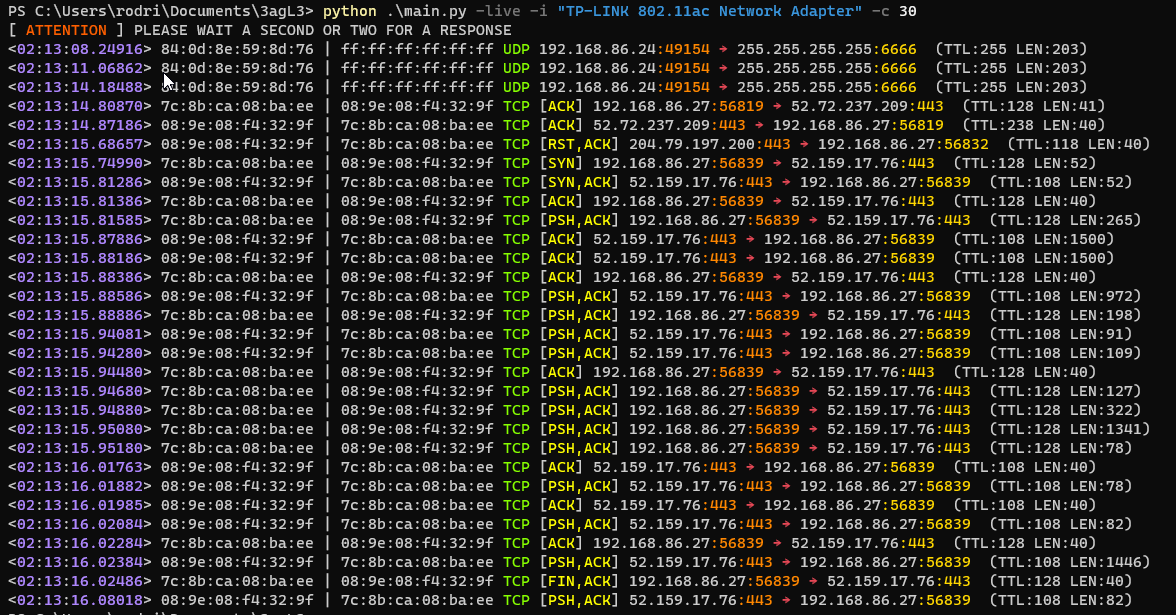 PS C:\Users\rodri\Documents\3agL3> python .\main.py -live -i "TP-LINK 802.11ac Network Adapter" -c 30
[ ATTENTION ] PLEASE WAIT A SECOND OR TWO FOR A RESPONSE
<02:13:08.24916> 84:0d:8e:59:8d:76 | ff:ff:ff:ff:ff:ff UDP 192.168.86.24:49154 → 255.255.255.255:6666 (TTL:255 LEN:203)
<02:13:11.06862> 84:0d:8e:59:8d:76 | ff:ff:ff:ff:ff:ff UDP 192.168.86.24:49154 → 255.255.255.255:6666 (TTL:255 LEN:203)
<02:13:14.18488> 84:0d:8e:59:8d:76 | ff:ff:ff:ff:ff:ff UDP 192.168.86.24:49154 → 255.255.255.255:6666 (TTL:255 LEN:203)
<02:13:14.80870> 7c:8b:ca:08:ba:ee | 08:9e:08:f4:32:9f TCP [ACK] 192.168.86.27:56819 → 52.72.237.209:443 (TTL:128 LEN:41)
<02:13:14.87186> 08:9e:08:f4:32:9f | 7c:8b:ca:08:ba:ee TCP [ACK] 52.72.237.209:443 → 192.168.86.27:56819 (TTL:238 LEN:40)
<02:13:15.68657> 08:9e:08:f4:32:9f | 7c:8b:ca:08:ba:ee TCP [RST,ACK] 204.79.197.200:443 → 192.168.86.27:56832 (TTL:118 LEN:40)
<02:13:15.74990> 7c:8b:ca:08:ba:ee | 08:9e:08:f4:32:9f TCP [SYN] 192.168.86.27:56839 → 52.159.17.76:443 (TTL:128 LEN:52)
<02:13:15.81286> 08:9e:08:f4:32:9f | 7c:8b:ca:08:ba:ee TCP [SYN,ACK] 52.159.17.76:443 → 192.168.86.27:56839 (TTL:108 LEN:52)
<02:13:15.81386> 7c:8b:ca:08:ba:ee | 08:9e:08:f4:32:9f TCP [ACK] 192.168.86.27:56839 → 52.159.17.76:443 (TTL:128 LEN:40)
<02:13:15.81585> 7c:8b:ca:08:ba:ee | 08:9e:08:f4:32:9f TCP [PSH,ACK] 192.168.86.27:56839 → 52.159.17.76:443 (TTL:128 LEN:265)
<02:13:15.87886> 08:9e:08:f4:32:9f | 7c:8b:ca:08:ba:ee TCP [ACK] 52.159.17.76:443 → 192.168.86.27:56839 (TTL:108 LEN:1500)
<02:13:15.88186> 08:9e:08:f4:32:9f | 7c:8b:ca:08:ba:ee TCP [ACK] 52.159.17.76:443 → 192.168.86.27:56839 (TTL:108 LEN:1500)
<02:13:15.88386> 7c:8b:ca:08:ba:ee | 08:9e:08:f4:32:9f TCP [ACK] 192.168.86.27:56839 → 52.159.17.76:443 (TTL:128 LEN:40)
<02:13:15.88586> 08:9e:08:f4:32:9f | 7c:8b:ca:08:ba:ee TCP [PSH,ACK] 52.159.17.76:443 → 192.168.86.27:56839 (TTL:108 LEN:972)
<02:13:15.88886> 7c:8b:ca:08:ba:ee | 08:9e:08:f4:32:9f TCP [PSH,ACK] 192.168.86.27:56839 → 52.159.17.76:443 (TTL:128 LEN:198)
<02:13:15.94081> 08:9e:08:f4:32:9f | 7c:8b:ca:08:ba:ee TCP [PSH,ACK] 52.159.17.76:443 → 192.168.86.27:56839 (TTL:108 LEN:91)
<02:13:15.94280> 08:9e:08:f4:32:9f | 7c:8b:ca:08:ba:ee TCP [PSH,ACK] 52.159.17.76:443 → 192.168.86.27:56839 (TTL:108 LEN:109)
<02:13:15.94480> 7c:8b:ca:08:ba:ee | 08:9e:08:f4:32:9f TCP [ACK] 192.168.86.27:56839 → 52.159.17.76:443 (TTL:128 LEN:40)
<02:13:15.94680> 7c:8b:ca:08:ba:ee | 08:9e:08:f4:32:9f TCP [PSH,ACK] 192.168.86.27:56839 → 52.159.17.76:443 (TTL:128 LEN:127)
<02:13:15.94880> 7c:8b:ca:08:ba:ee | 08:9e:08:f4:32:9f TCP [PSH,ACK] 192.168.86.27:56839 → 52.159.17.76:443 (TTL:128 LEN:322)
<02:13:15.95080> 7c:8b:ca:08:ba:ee | 08:9e:08:f4:32:9f TCP [PSH,ACK] 192.168.86.27:56839 → 52.159.17.76:443 (TTL:128 LEN:1341)
<02:13:15.95180> 7c:8b:ca:08:ba:ee | 08:9e:08:f4:32:9f TCP [PSH,ACK] 192.168.86.27:56839 → 52.159.17.76:443 (TTL:128 LEN:78)
<02:13:16.01763> 08:9e:08:f4:32:9f | 7c:8b:ca:08:ba:ee TCP [ACK] 52.159.17.76:443 → 192.168.86.27:56839 (TTL:108 LEN:40)
<02:13:16.01882> 08:9e:08:f4:32:9f | 7c:8b:ca:08:ba:ee TCP [PSH,ACK] 52.159.17.76:443 → 192.168.86.27:56839 (TTL:108 LEN:78)
<02:13:16.01985> 08:9e:08:f4:32:9f | 7c:8b:ca:08:ba:ee TCP [ACK] 52.159.17.76:443 → 192.168.86.27:56839 (TTL:108 LEN:40)
<02:13:16.02084> 08:9e:08:f4:32:9f | 7c:8b:ca:08:ba:ee TCP [PSH,ACK] 52.159.17.76:443 → 192.168.86.27:56839 (TTL:108 LEN:82)
<02:13:16.02284> 7c:8b:ca:08:ba:ee | 08:9e:08:f4:32:9f TCP [ACK] 192.168.86.27:56839 → 52.159.17.76:443 (TTL:128 LEN:40)
<02:13:16.02384> 08:9e:08:f4:32:9f | 7c:8b:ca:08:ba:ee TCP [PSH,ACK] 52.159.17.76:443 → 192.168.86.27:56839 (TTL:108 LEN:1446)
<02:13:16.02486> 7c:8b:ca:08:ba:ee | 08:9e:08:f4:32:9f TCP [FIN,ACK] 192.168.86.27:56839 → 52.159.17.76:443 (TTL:128 LEN:40)
<02:13:16.08018> 08:9e:08:f4:32:9f | 7c:8b:ca:08:ba:ee TCP [PSH,ACK] 52.159.17.76:443 → 192.168.86.27:56839 (TTL:108 LEN:82)